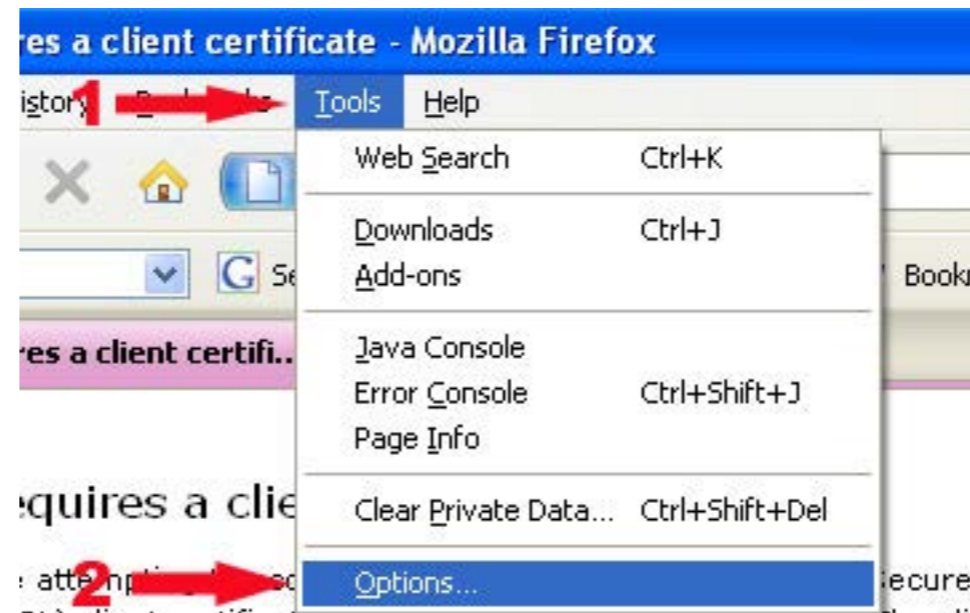 res a client certificate - Mozilla Firefox
1
Tools Help
Web Search Ctrl+K
Downloads Ctrl+J
Add-ons
Java Console
Error Console Ctrl+Shift+J
Page Info
Clear Private Data... Ctrl+Shift+Del
Options...
2
G Se
Bookr
res a client certifi..
equires a clie
ecure